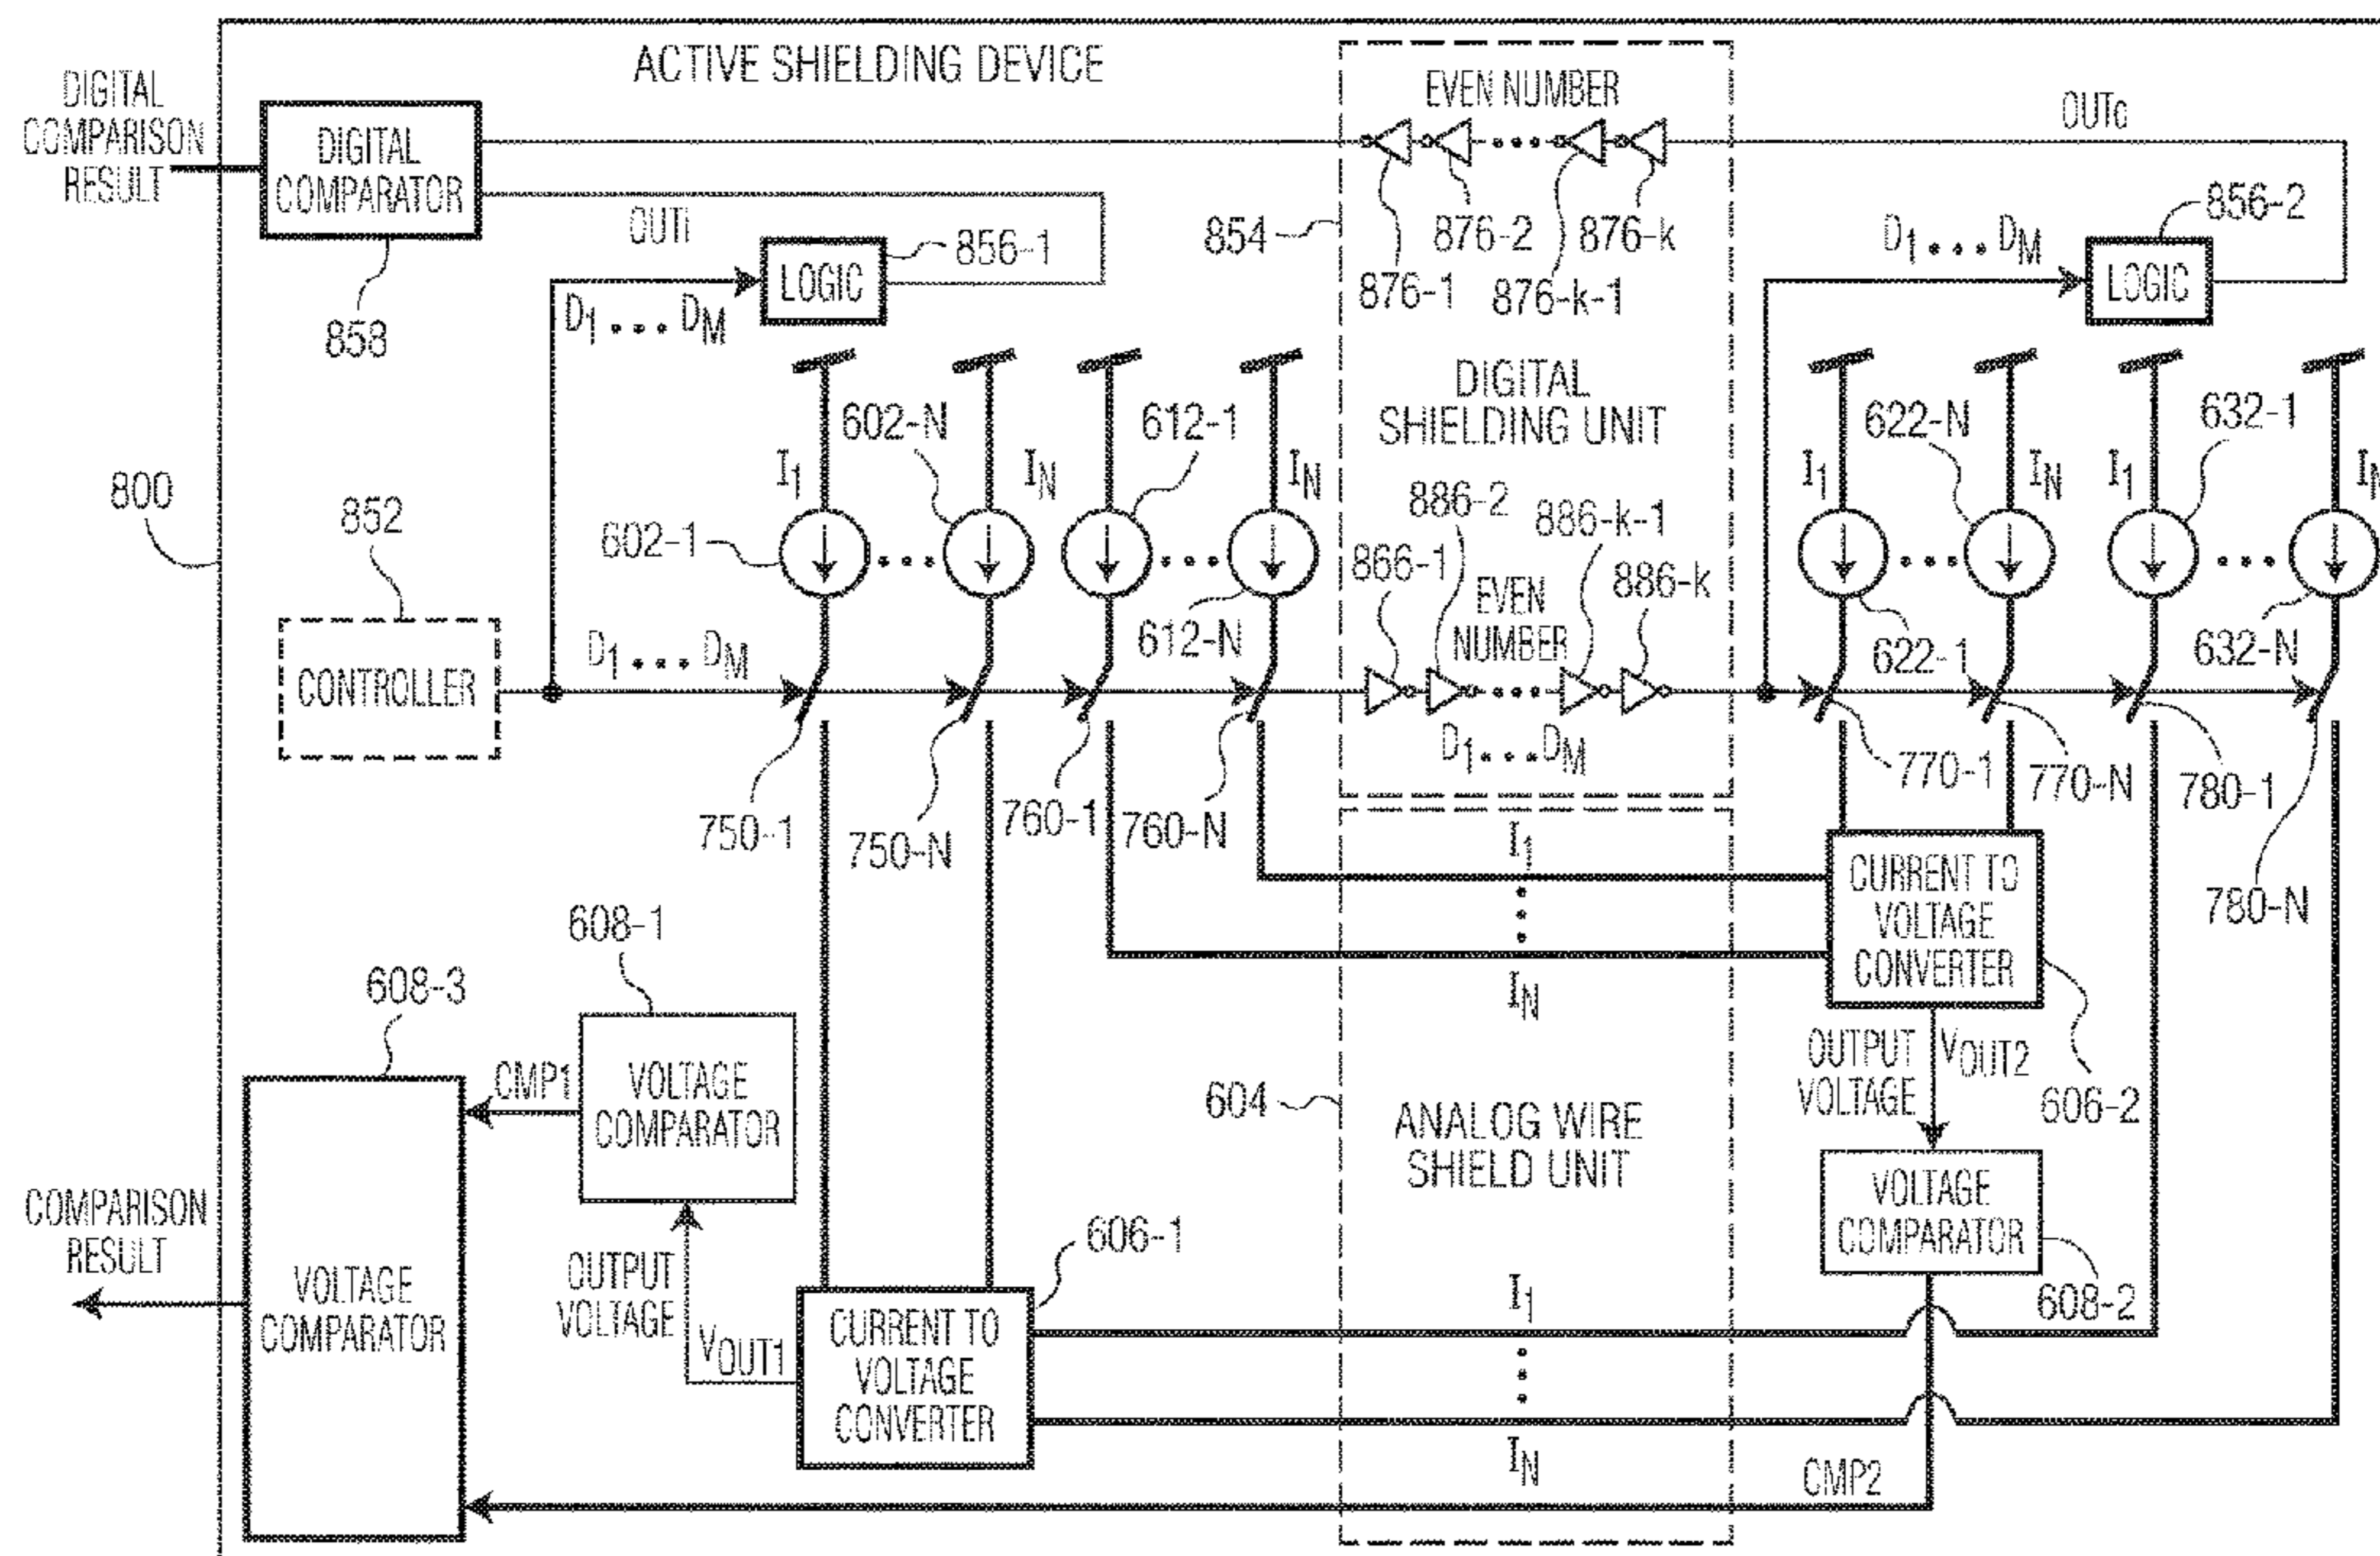 ACTIVE SHIELDING DEVICE
DIGITAL
COMPARISON
RESULT
DIGITAL
COMPARATOR
858
OUTi
LOGIC
856-1
D1...DM
EVEN NUMBER
876-1
876-2
876-k-1
876-k
854
DIGITAL
SHIELDING UNIT
OUTo
856-2
D1...DM
LOGIC
800
852
CONTROLLER
D1...DM
I1
602-1
602-N
IN
612-1
612-N
IN
866-1
886-2
886-k-1
886-k
EVEN
NUMBER
D1...DM
I1
622-N
IN
I1
632-1
IN
622-1
632-N
750-1
750-N
760-1
760-N
770-1
770-N
780-1
780-N
I1
IN
CURRENT TO
VOLTAGE
CONVERTER
606-2
OUTPUT
VOLTAGE
VOUT2
VOLTAGE
COMPARATOR
608-2
604
ANALOG WIRE
SHIELD UNIT
608-1
VOLTAGE
COMPARATOR
CMP1
608-3
VOLTAGE
COMPARATOR
COMPARISON
RESULT
OUTPUT
VOLTAGE
VOUT1
606-1
CURRENT TO
VOLTAGE
CONVERTER
I1
IN
CMP2